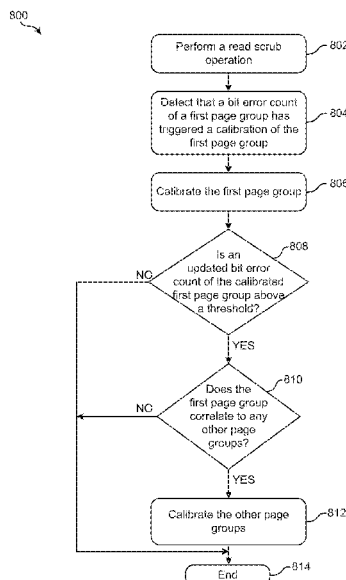 800
Perform a read scrub
operation
802
Detect that a bit error count
of a first page group has
triggered a calibration of the
first page group
804
Calibrate the first page group
806
Is an
updated bit error
count of the calibrated
first page group above
a threshold?
808
NO
YES
Does the
first page group
correlate to any
other page
groups?
810
NO
YES
Calibrate the other page
groups
812
End
814